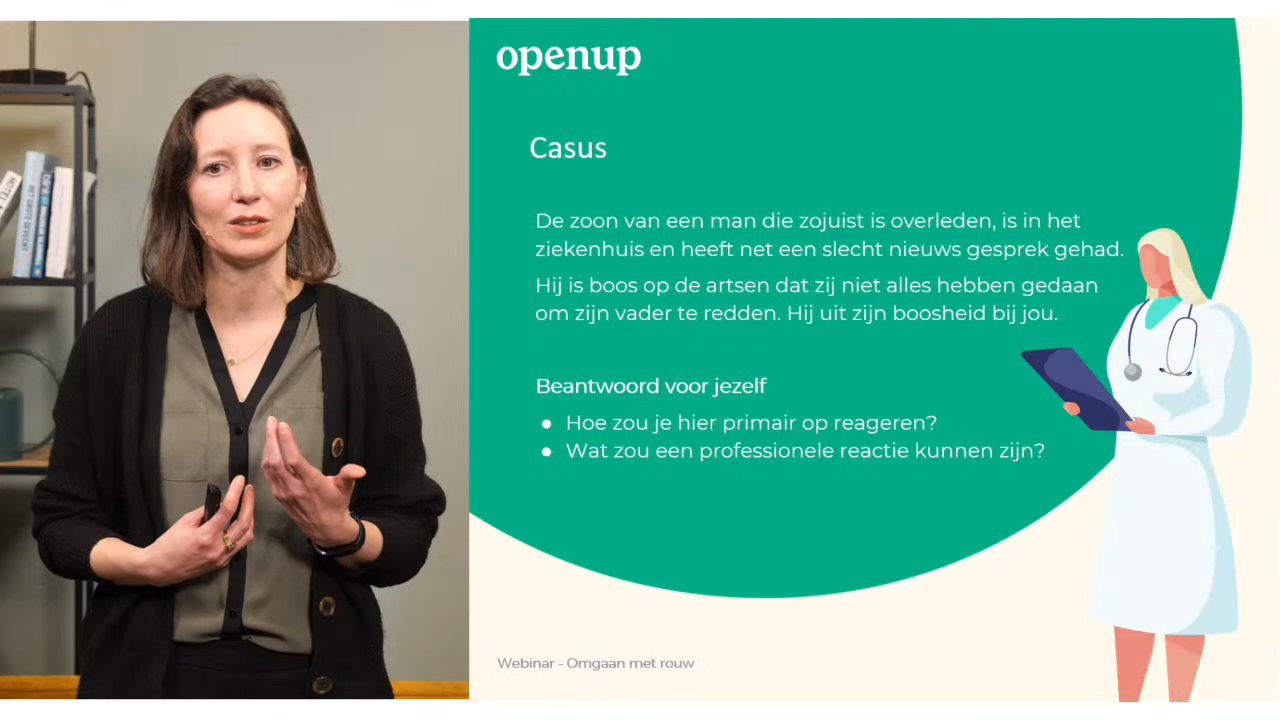 openup
Casus
De zoon van een man die zojuist is overleden, is in het
ziekenhuis en heeft net een slecht nieuws gesprek gehad.
Hij is boos op de artsen dat zij niet alles hebben gedaan
om zijn vader te redden. Hij uit zijn boosheid bij jou.
Beantwoord voor jezelf
● Hoe zou je hier primair op reageren?
● Wat zou een professionele reactie kunnen zijn?
Webinar - Omgaan met rouw